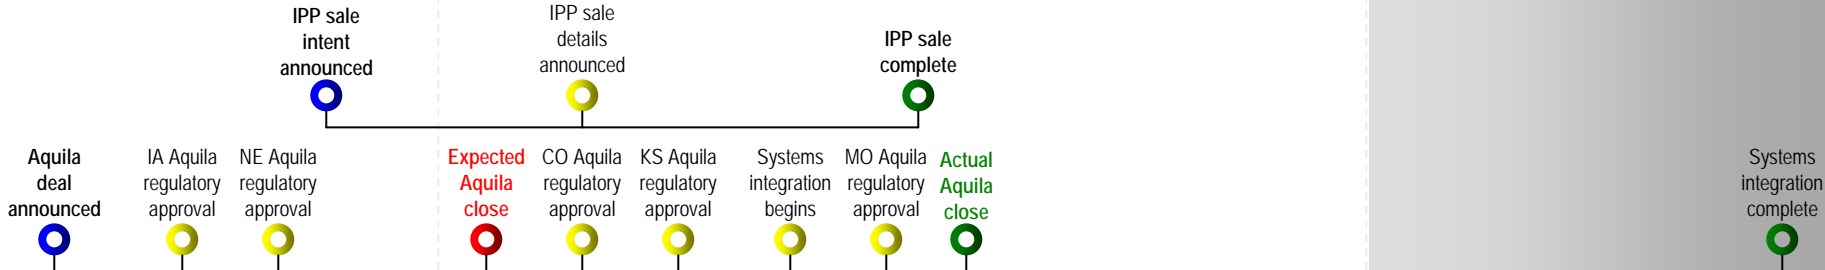 IPP sale
intent
announced
IPP sale
details
announced
IPP sale
complete
Aquila
deal
announced
IA Aquila
regulatory
approval
NE Aquila
regulatory
approval
Expected
Aquila
close
CO Aquila
regulatory
approval
KS Aquila
regulatory
approval
Systems
integration
begins
MO Aquila
regulatory
approval
Actual
Aquila
close
Systems
integration
complete